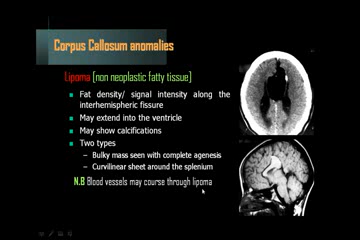 Corpus Callosum anomalies
Lipoma [non neoplastic fatty tissue]
Fat density/ signal intensity along the
interhemispheric fissure
May extend into the ventricle
May show calcifications
Two types
– Bulky mass seen with complete agenesis
– Curvilinear sheet around the splenium
N.B Blood vessels may course through lipoma